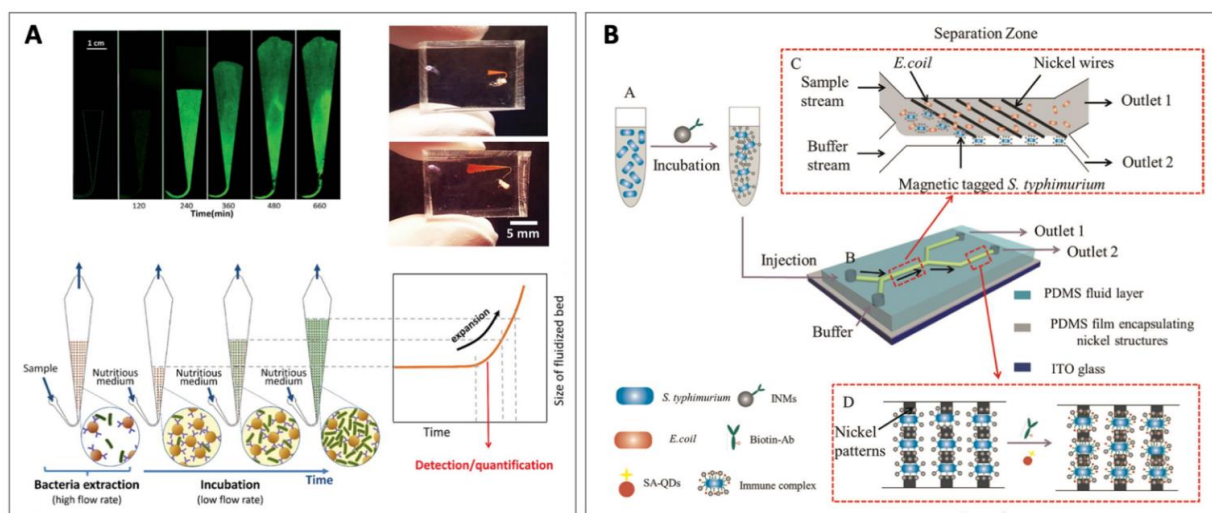 A
1 cm
120
240
360
480
660
Time(min)
5 mm
Sample
Nutritious
medium
Nutritious
medium
Nutritious
medium
Bacteria extraction
(high flow rate)
Incubation
(low flow rate)
Time
expansion
Time
Size of fluidized bed
Detection/quantification
B
Separation Zone
A
Incubation
C
E.coil
Nickel wires
Sample
stream
Outlet 1
Buffer
stream
Outlet 2
Magnetic tagged S. typhimurium
Injection
B
Buffer
Outlet 1
Outlet 2
PDMS fluid layer
PDMS film encapsulating
nickel structures
ITO glass
S. typhimurium
INMs
E.coil
Biotin-Ab
SA-QDs
Immune complex
D
Nickel
patterns